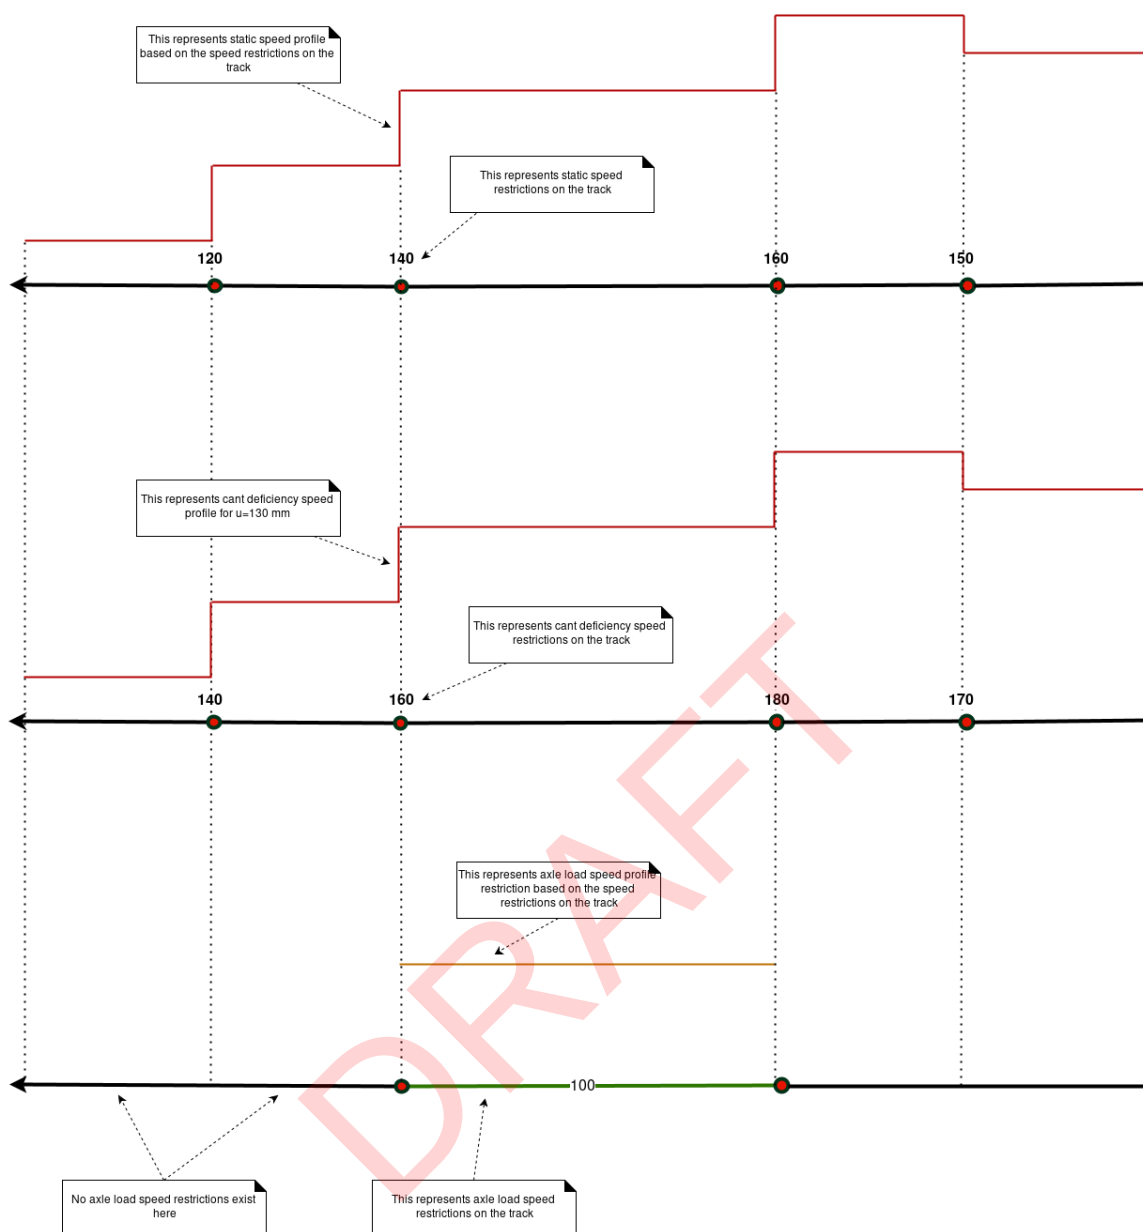 This represents static speed profile
based on the speed restrictions on the
track
This represents static speed
restrictions on the track
120
140
160
150
This represents cant deficiency speed
profile for u=130 mm
This represents cant deficiency speed
restrictions on the track
140
160
180
170
This represents axle load speed profile
restriction based on the speed
restrictions on the track
100
No axle load speed restrictions exist
here
This represents axle load speed
restrictions on the track
DRAFT